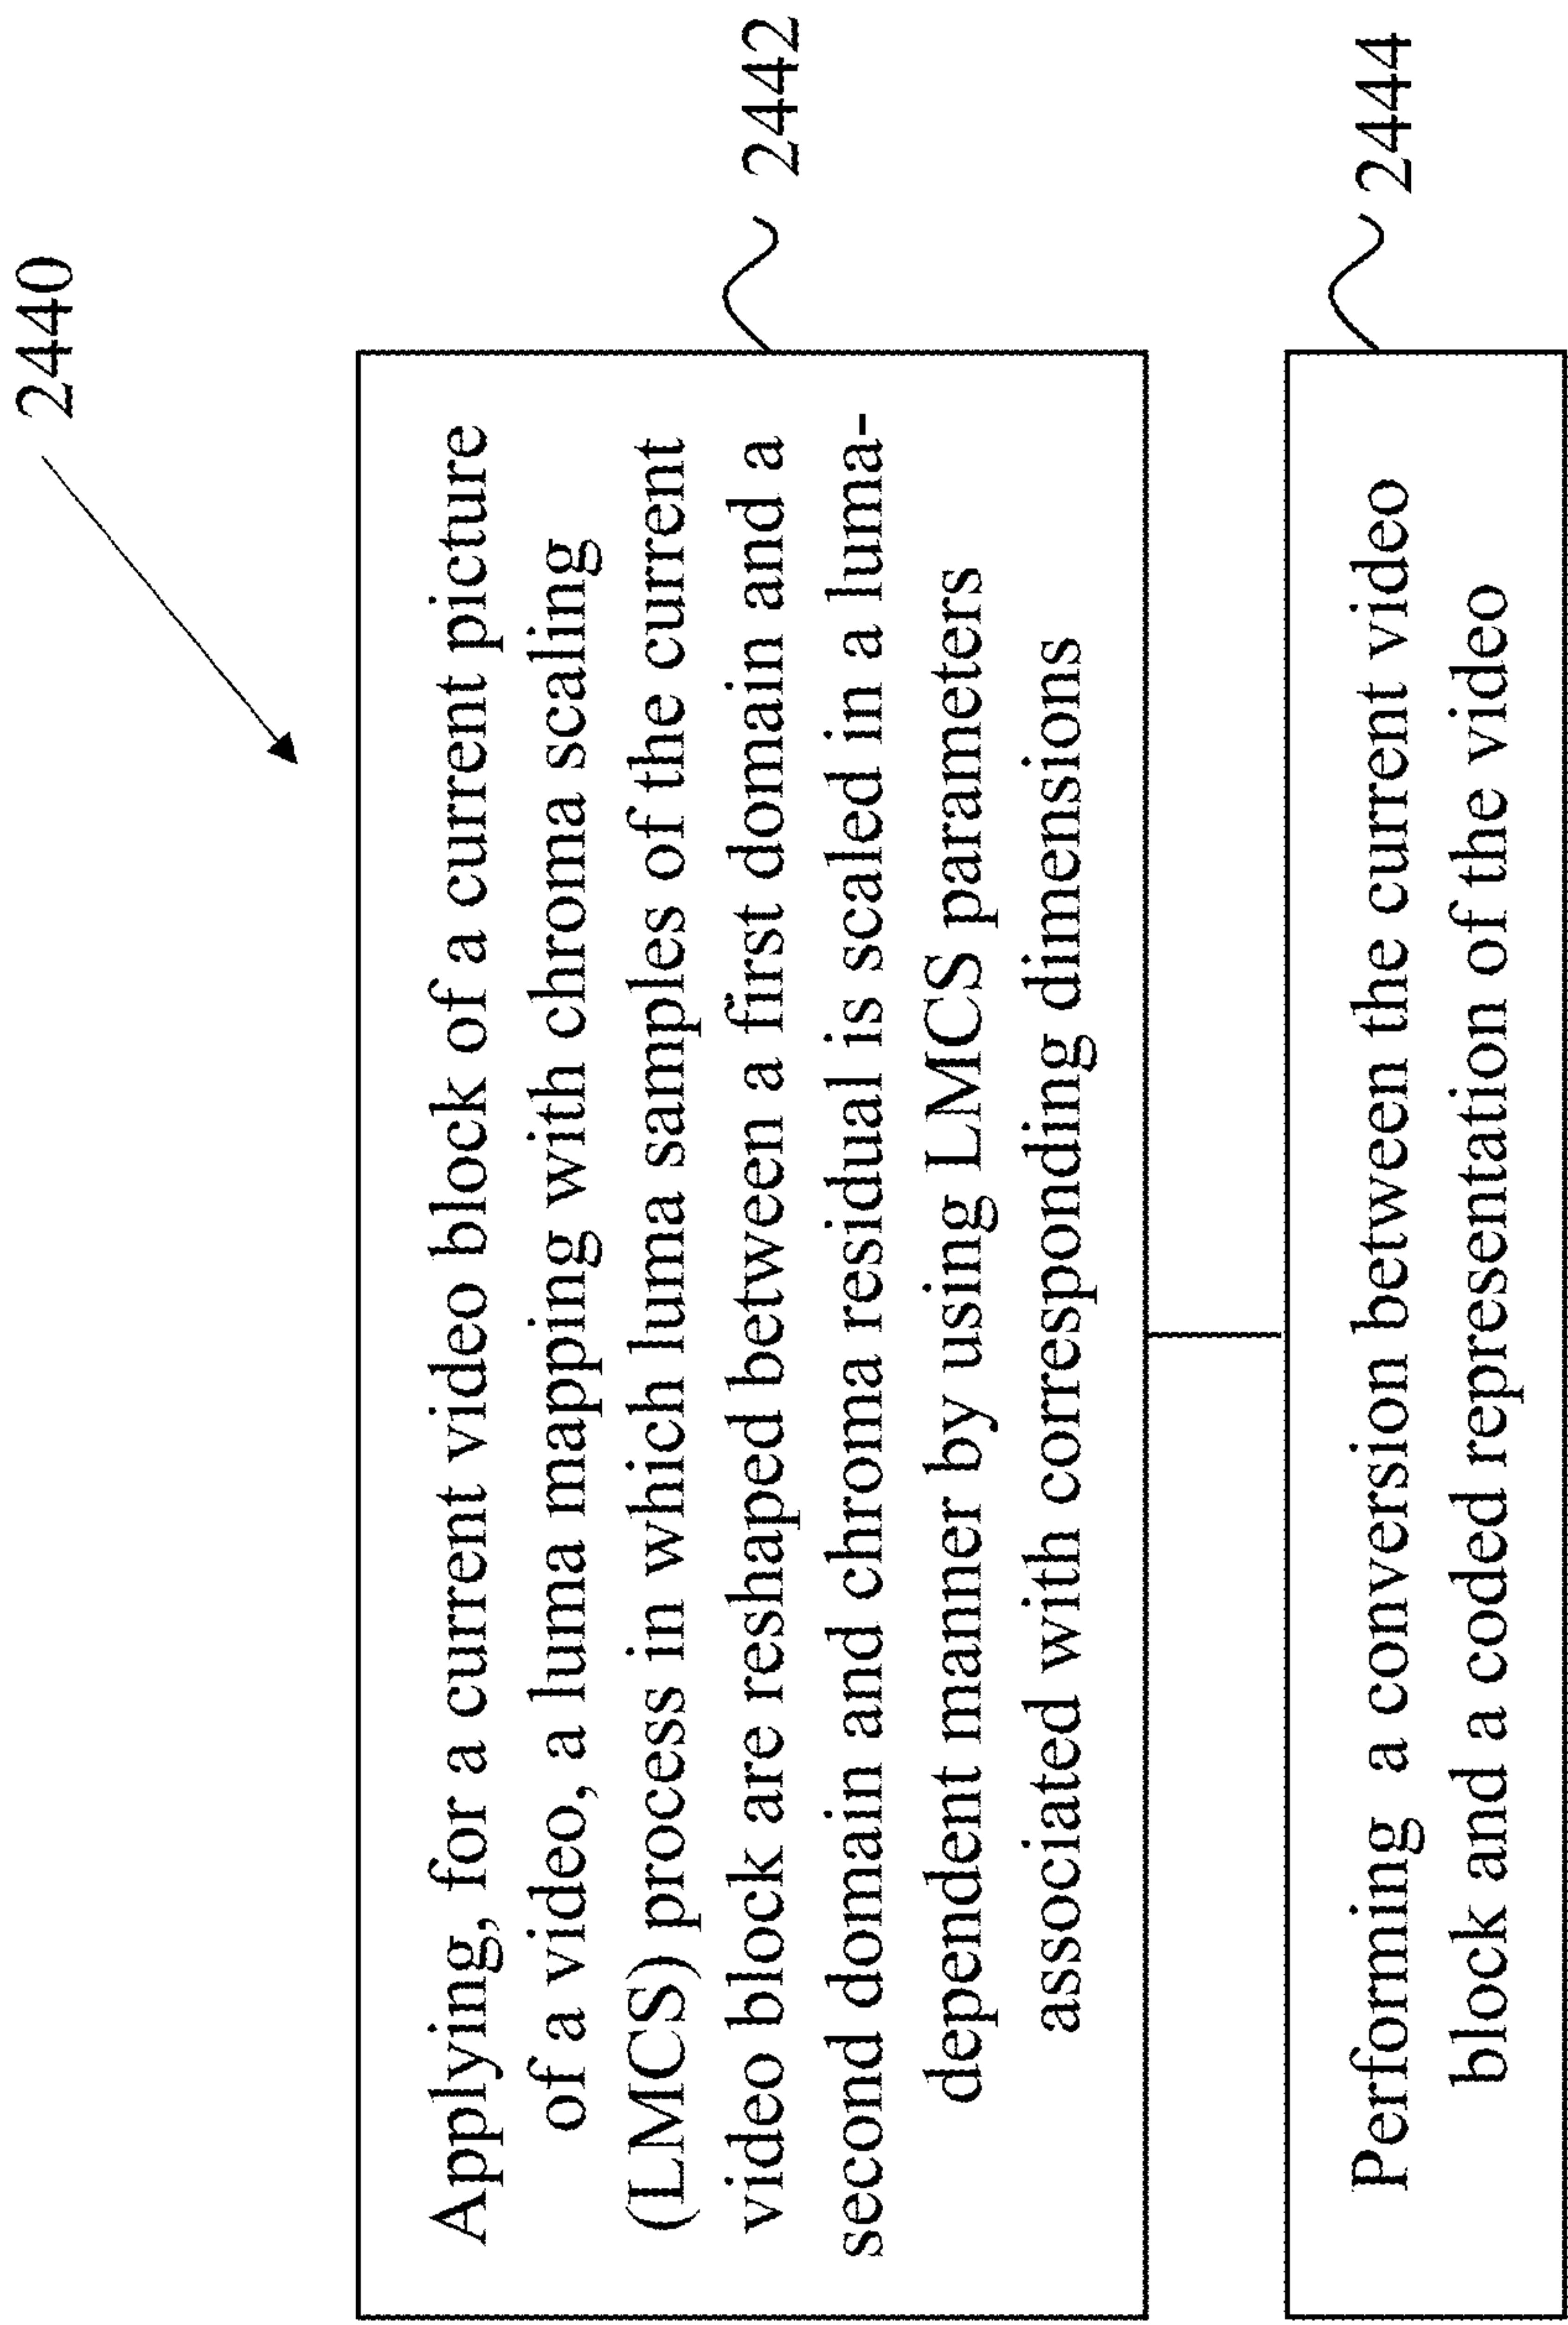 2440
Applying, for a current video block of a current picture
of a video, a luma mapping with chroma scaling
(LMCS) process in which luma samples of the current
video block are reshaped between a first domain and a
second domain and chroma residual is scaled in a luma-
dependent manner by using LMCS parameters
associated with corresponding dimensions
2442
Performing a conversion between the current video
block and a coded representation of the video
2444